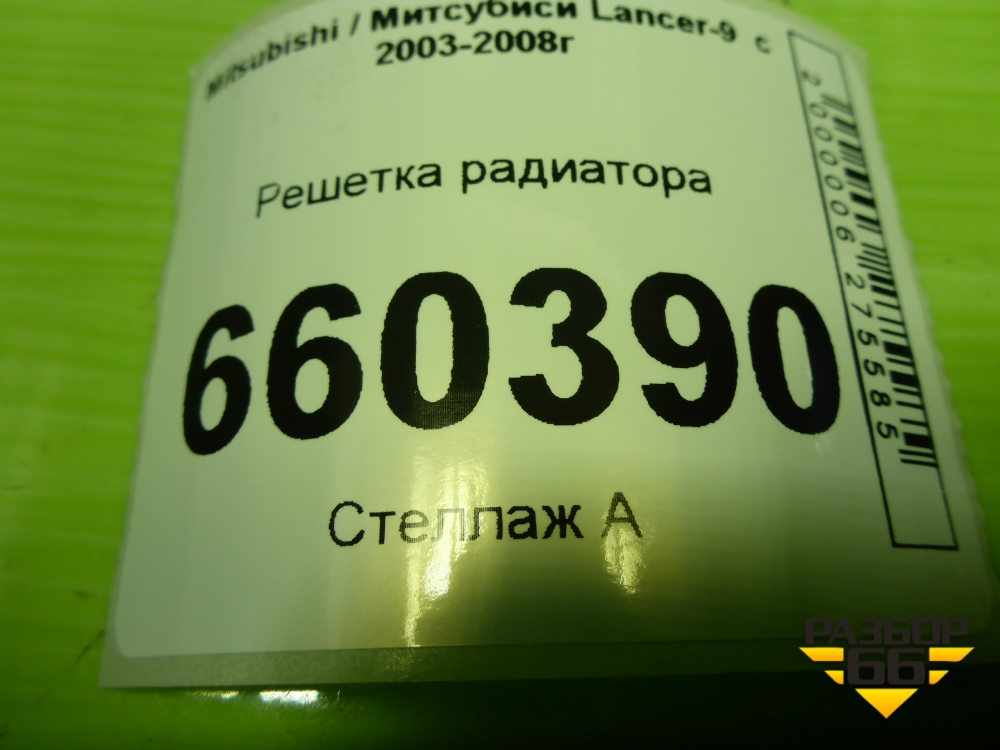 Mitsubishi / Митсубиси Lancer-9 с
2003-2008г
Решетка радиатора
660390
Стеллаж А
2000006275585
РАЗБОР
66